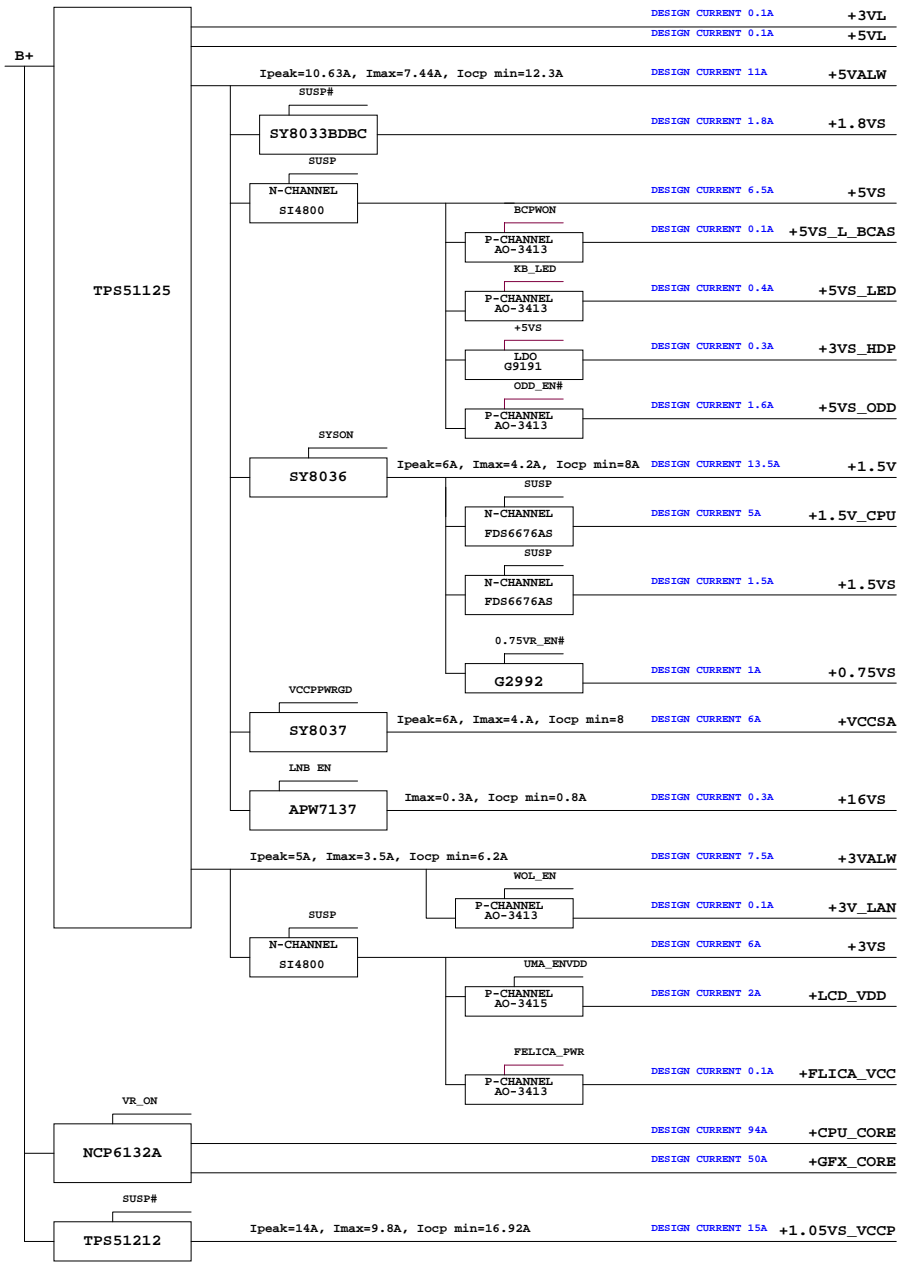 DESIGN CURRENT 0.1A +3VL
DESIGN CURRENT 0.1A +5VL
B+
Ipeak=10.63A, Imax=7.44A, Iocp min=12.3A DESIGN CURRENT 11A +5VALW
SUSP#
SY8033BDBC DESIGN CURRENT 1.8A +1.8VS
SUSP
N-CHANNEL
SI4800 DESIGN CURRENT 6.5A +5VS
BCPWON
P-CHANNEL
AO-3413 DESIGN CURRENT 0.1A +5VS_L_BCAS
TPS51125
KB_LED
P-CHANNEL
AO-3413 DESIGN CURRENT 0.4A +5VS_LED
+5VS
LDO
G9191 DESIGN CURRENT 0.3A +3VS_HDP
ODD_EN#
P-CHANNEL
AO-3413 DESIGN CURRENT 1.6A +5VS_ODD
SYSON
SY8036 Ipeak=6A, Imax=4.2A, Iocp min=8A DESIGN CURRENT 13.5A +1.5V
SUSP
N-CHANNEL
FDS6676AS DESIGN CURRENT 5A +1.5V_CPU
SUSP
N-CHANNEL
FDS6676AS DESIGN CURRENT 1.5A +1.5VS
0.75VR_EN#
G2992 DESIGN CURRENT 1A +0.75VS
VCCPPWRGD
SY8037 Ipeak=6A, Imax=4.A, Iocp min=8 DESIGN CURRENT 6A +VCCSA
LNB EN
APW7137 Imax=0.3A, Iocp min=0.8A DESIGN CURRENT 0.3A +16VS
Ipeak=5A, Imax=3.5A, Iocp min=6.2A DESIGN CURRENT 7.5A +3VALW
WOL_EN
P-CHANNEL
AO-3413 DESIGN CURRENT 0.1A +3V_LAN
SUSP
N-CHANNEL
SI4800 DESIGN CURRENT 6A +3VS
UMA_ENVDD
P-CHANNEL
AO-3415 DESIGN CURRENT 2A +LCD_VDD
FELICA_PWR
P-CHANNEL
AO-3413 DESIGN CURRENT 0.1A +FLICA_VCC
VR_ON
NCP6132A DESIGN CURRENT 94A +CPU_CORE
DESIGN CURRENT 50A +GFX_CORE
SUSP#
TPS51212 Ipeak=14A, Imax=9.8A, Iocp min=16.92A DESIGN CURRENT 15A +1.05VS_VCCP